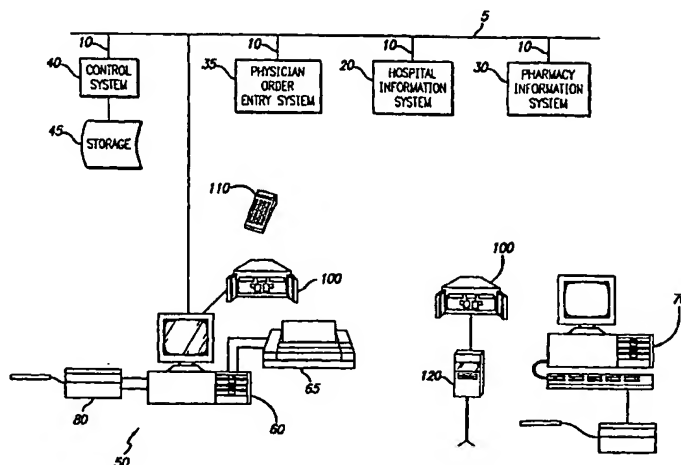 5
10 10 10 10
40 CONTROL SYSTEM
35 PHYSICIAN ORDER ENTRY SYSTEM
20 HOSPITAL INFORMATION SYSTEM
30 PHARMACY INFORMATION SYSTEM
45 STORAGE
110
100
100
65
120
80
60
50